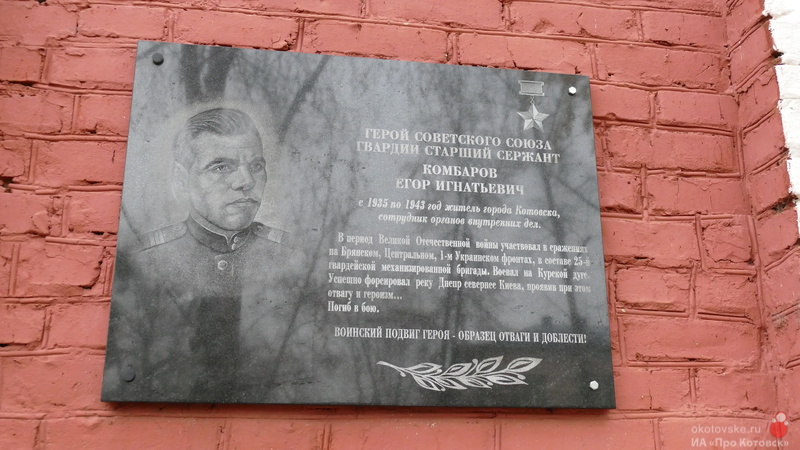 ГЕРОЙ СОВЕТСКОГО СОЮЗА
ГВАРДИИ СТАРШИЙ СЕРЖАНТ
КОМБАРОВ
ЕГОР ИГНАТЬЕВИЧ
с 1935 по 1943 год житель города Котовска,
сотрудник органов внутренних дел.
В период Великой Отечественной войны участвовал в сражениях
на Брянском, Центральном, 1-м Украинском фронтах, в составе 25-й
гвардейской механизированной бригады. Воевал на Курской дуге.
Успешно форсировал реку Днепр севернее Киева, проявив при этом
отвагу и героизм...
Погиб в бою.
ВОИНСКИЙ ПОДВИГ ГЕРОЯ - ОБРАЗЕЦ ОТВАГИ И ДОБЛЕСТИ!
okotovske.ru
ИА «Про Котовск»